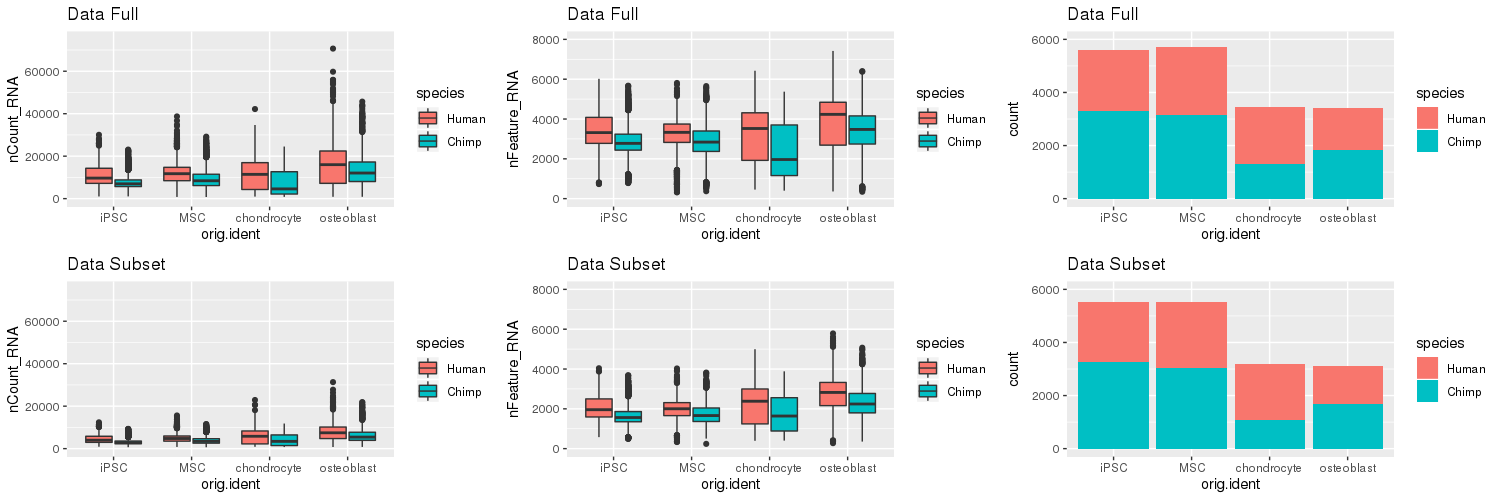 Data Full
nCount_RNA
60000
40000
20000
0
iPSC MSC chondrocyte osteoblast
orig.ident
species
Human
Chimp
Data Full
nFeature_RNA
8000
6000
4000
2000
0
iPSC MSC chondrocyte osteoblast
orig.ident
species
Human
Chimp
Data Full
count
6000
4000
2000
0
iPSC MSC chondrocyte osteoblast
orig.ident
species
Human
Chimp
Data Subset
nCount_RNA
60000
40000
20000
0
iPSC MSC chondrocyte osteoblast
orig.ident
species
Human
Chimp
Data Subset
nFeature_RNA
8000
6000
4000
2000
0
iPSC MSC chondrocyte osteoblast
orig.ident
species
Human
Chimp
Data Subset
count
6000
4000
2000
0
iPSC MSC chondrocyte osteoblast
orig.ident
species
Human
Chimp